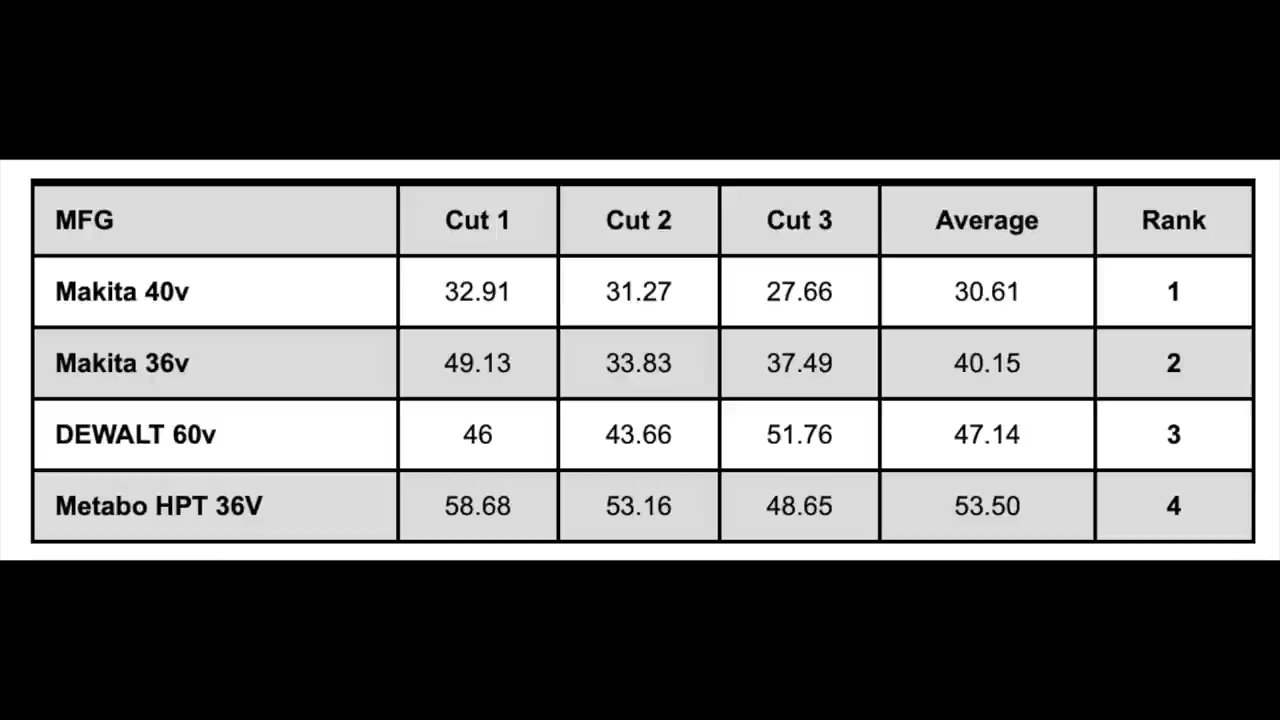 MFG Cut 1 Cut 2 Cut 3 Average Rank
Makita 40v 32.91 31.27 27.66 30.61 1
Makita 36v 49.13 33.83 37.49 40.15 2
DEWALT 60v 46 43.66 51.76 47.14 3
Metabo HPT 36V 58.68 53.16 48.65 53.50 4